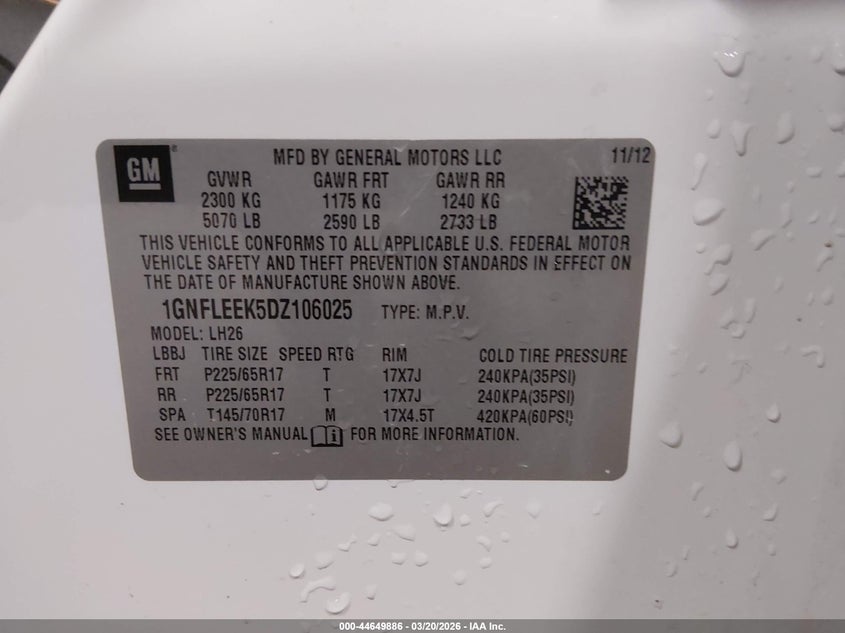 GM
MFD BY GENERAL MOTORS LLC 11/12
GVWR GAWR FRT GAWR RR
2300 KG 1175 KG 1240 KG
5070 LB 2590 LB 2733 LB
THIS VEHICLE CONFORMS TO ALL APPLICABLE U.S. FEDERAL MOTOR
VEHICLE SAFETY AND THEFT PREVENTION STANDARDS IN EFFECT ON
THE DATE OF MANUFACTURE SHOWN ABOVE.
1GNFLEEK5DZ106025 TYPE: M.P.V.
MODEL: LH26
LBBJ TIRE SIZE SPEED RTG RIM COLD TIRE PRESSURE
FRT P225/65R17 T 17X7J 240KPA(35PSI)
RR P225/65R17 T 17X7J 240KPA(35PSI)
SPA T145/70R17 M 17X4.5T 420KPA(60PSI)
SEE OWNER'S MANUAL FOR MORE INFORMATION.
000-44649886 - 03/20/2026 - IAA Inc.